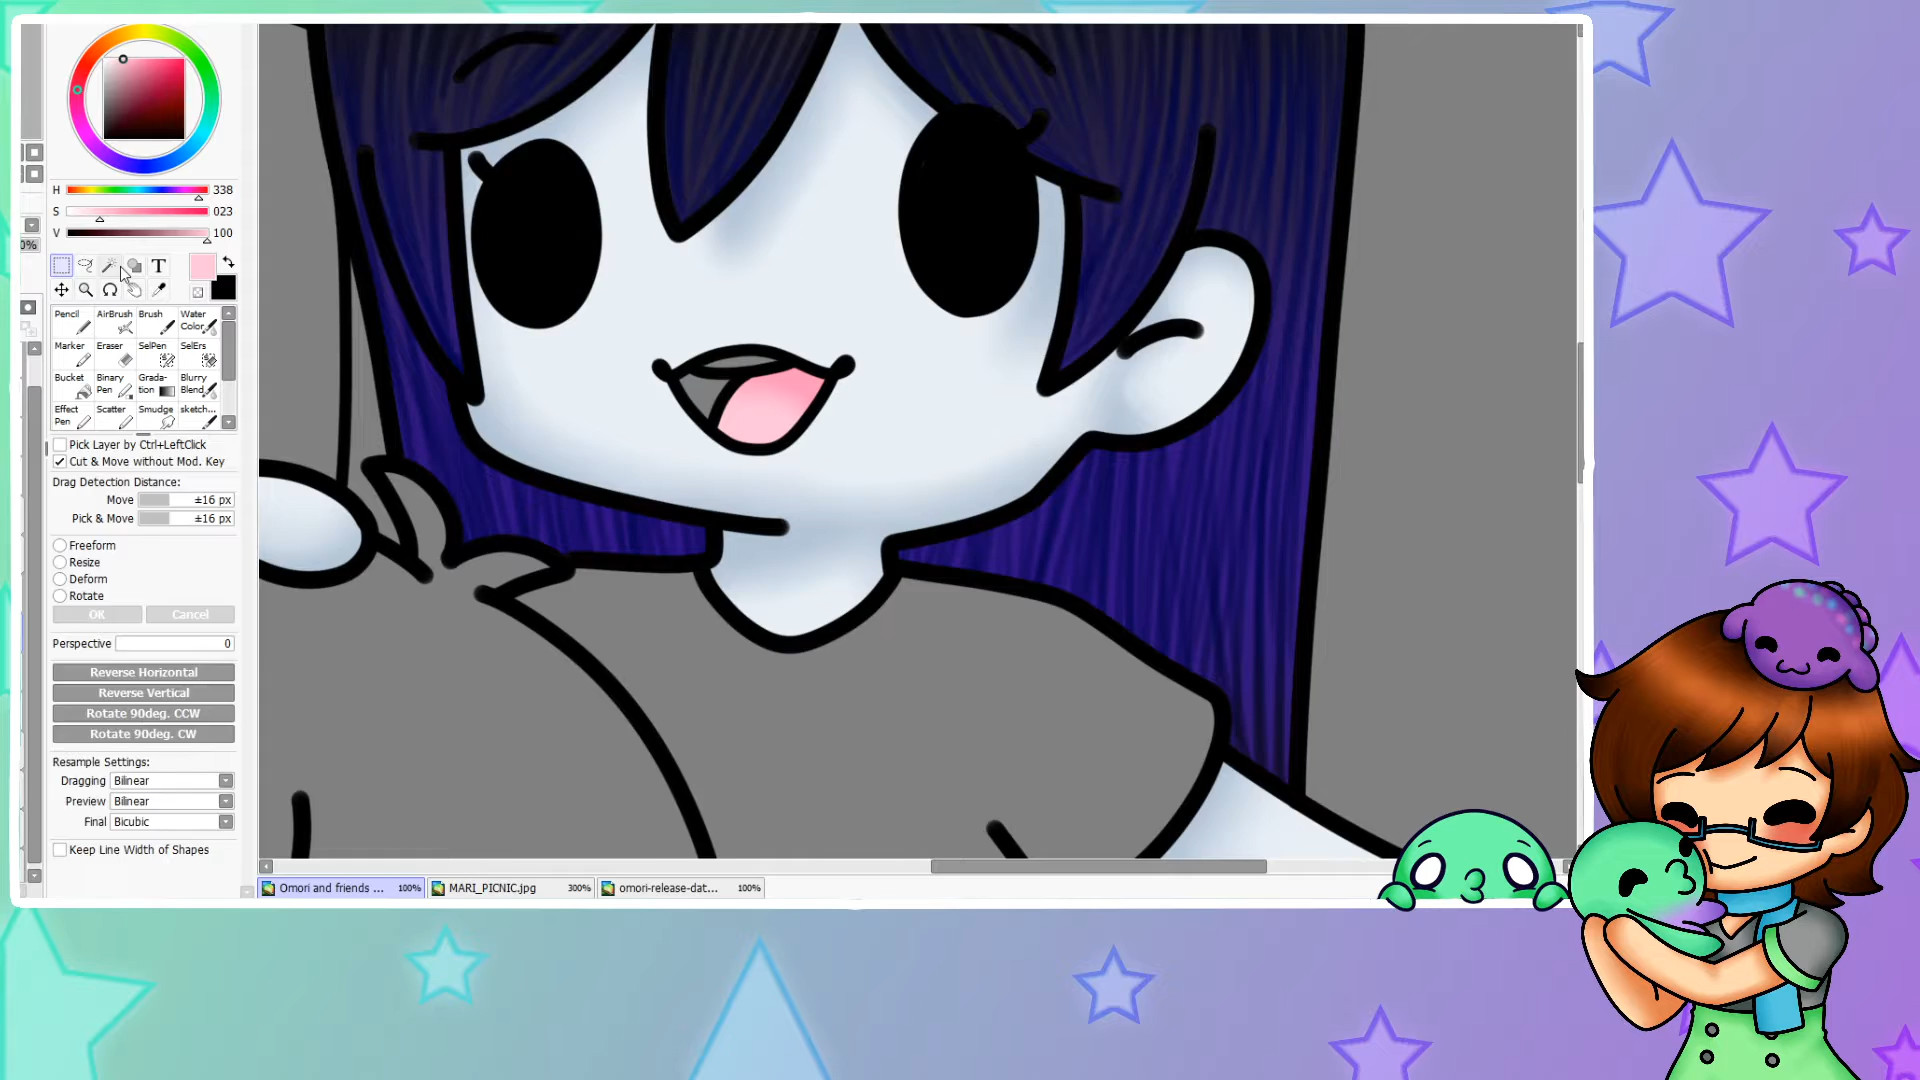 H 338
S 023
V 100
0%
T
Pencil AirBrush Brush Water Color
Marker Eraser SelPen SelErs
Bucket Binary Pen Grada-tion Blurry Blend
Effect Pen Scatter Smudge sketch...
Pick Layer by Ctrl+LeftClick
Cut & Move without Mod. Key
Drag Detection Distance:
Move ±16 px
Pick & Move ±16 px
Freeform
Resize
Deform
Rotate
OK Cancel
Perspective 0
Reverse Horizontal
Reverse Vertical
Rotate 90deg. CCW
Rotate 90deg. CW
Resample Settings:
Dragging Bilinear
Preview Bilinear
Final Bicubic
Keep Line Width of Shapes
Omori and friends ... 100% MARI_PICNIC.jpg 300% omori-release-dat... 100%